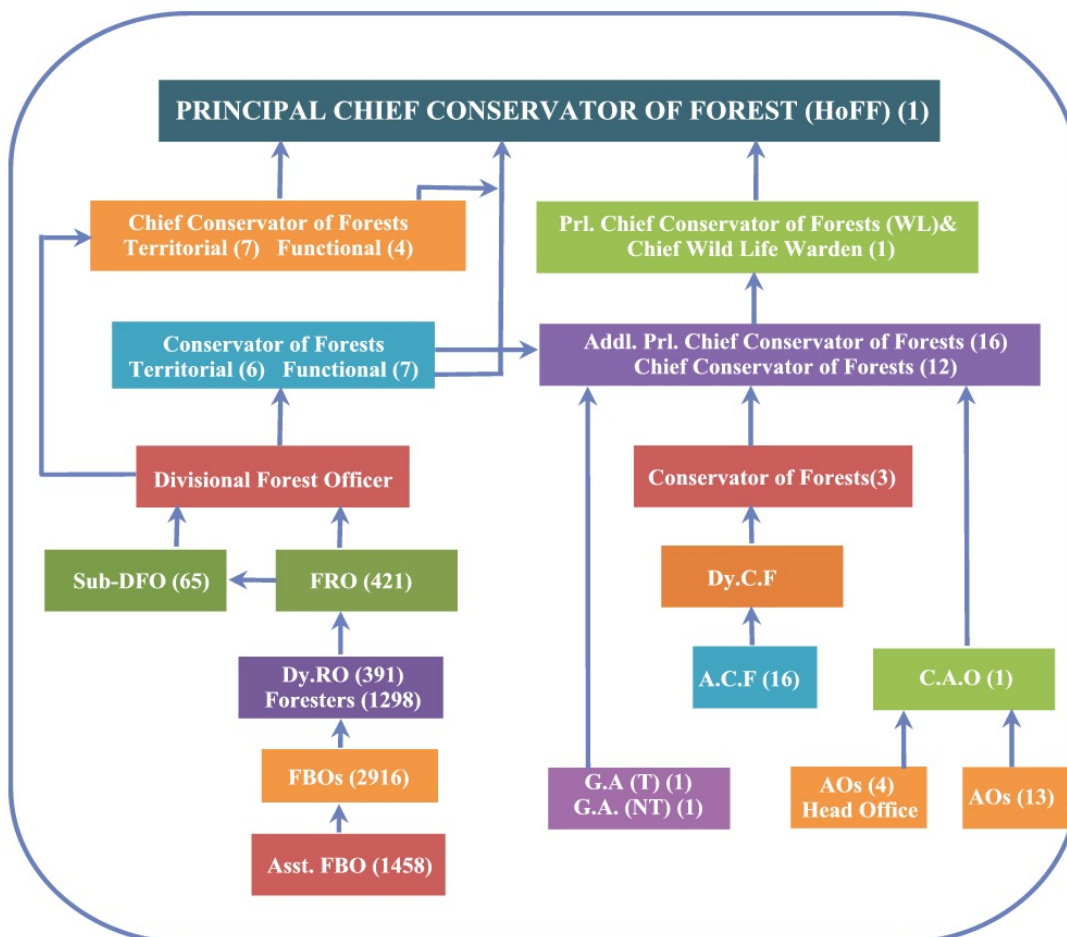 PRINCIPAL CHIEF CONSERVATOR OF FOREST (HoFF) (1)
Chief Conservator of Forests
Territorial (7) Functional (4)
Prl. Chief Conservator of Forests (WL)&
Chief Wild Life Warden (1)
Conservator of Forests
Territorial (6) Functional (7)
Addl. Prl. Chief Conservator of Forests (16)
Chief Conservator of Forests (12)
Divisional Forest Officer
Conservator of Forests(3)
Sub-DFO (65)
FRO (421)
Dy.C.F
Dy.RO (391)
Foresters (1298)
A.C.F (16)
C.A.O (1)
FBOs (2916)
G.A (T) (1)
G.A. (NT) (1)
AOs (4)
Head Office
AOs (13)
Asst. FBO (1458)